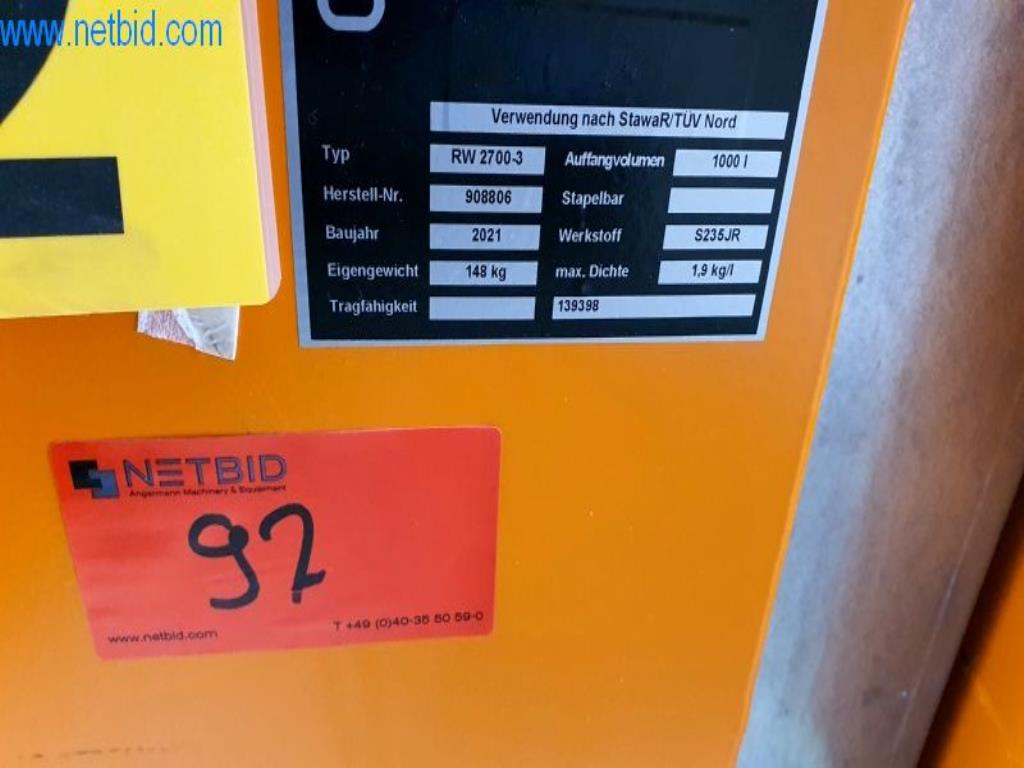 www.netbid.com
Verwendung nach StawaR/TÜV Nord
Typ RW 2700-3 Auffangvolumen 1000 l
Herstell-Nr. 908806 Stapelbar
Baujahr 2021 Werkstoff S235JR
Eigengewicht 148 kg max. Dichte 1,9 kg/l
Tragfähigkeit 139398
NETBID
Angermann Machinery & Equipment
92
www.netbid.com T +49 (0)40-35 50 59-0